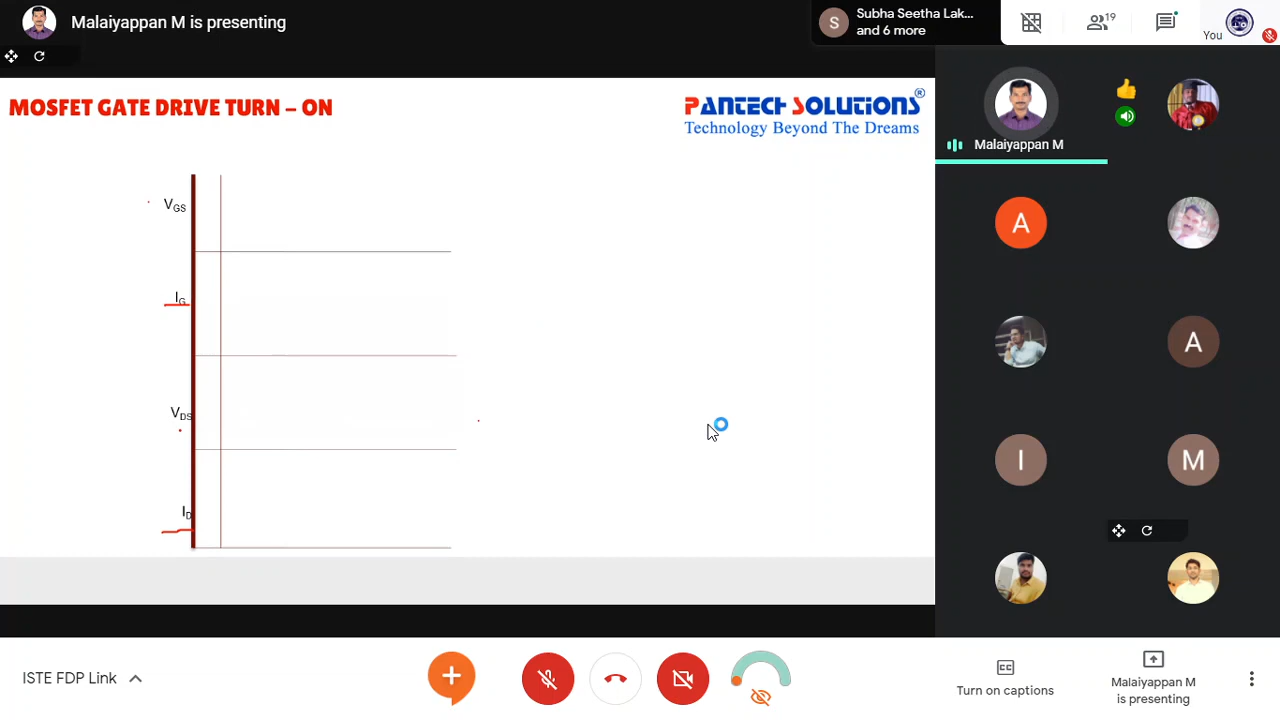 Malaiyappan M is presenting
Subha Seetha Lak...
and 6 more
19
You
MOSFET GATE DRIVE TURN – ON
PANTECH SOLUTIONS®
Technology Beyond The Dreams
VGS
IG
VDS
ID
Malaiyappan M
A
A
I
M
S
ISTE FDP Link
CC
Turn on captions
Malaiyappan M
is presenting